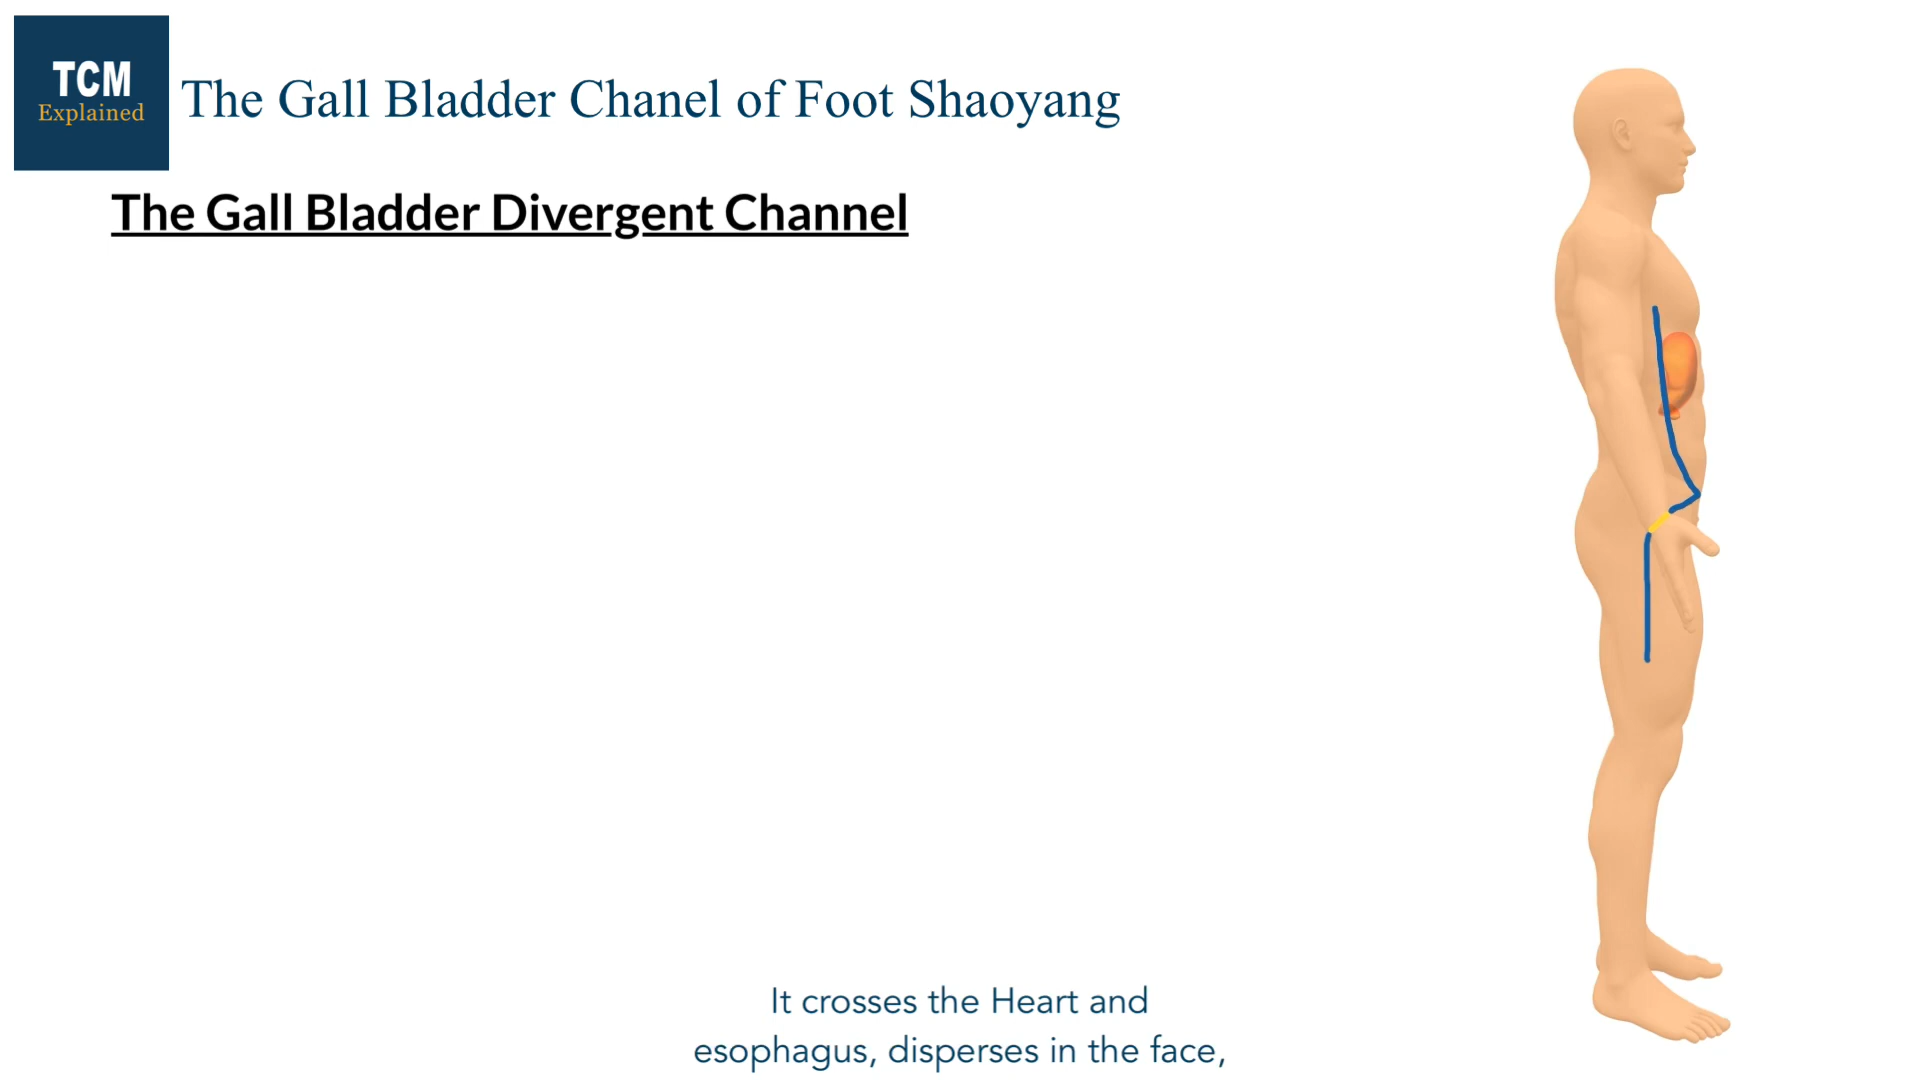 TCM
Explained
The Gall Bladder Chanel of Foot Shaoyang
The Gall Bladder Divergent Channel
It crosses the Heart and
esophagus, disperses in the face,